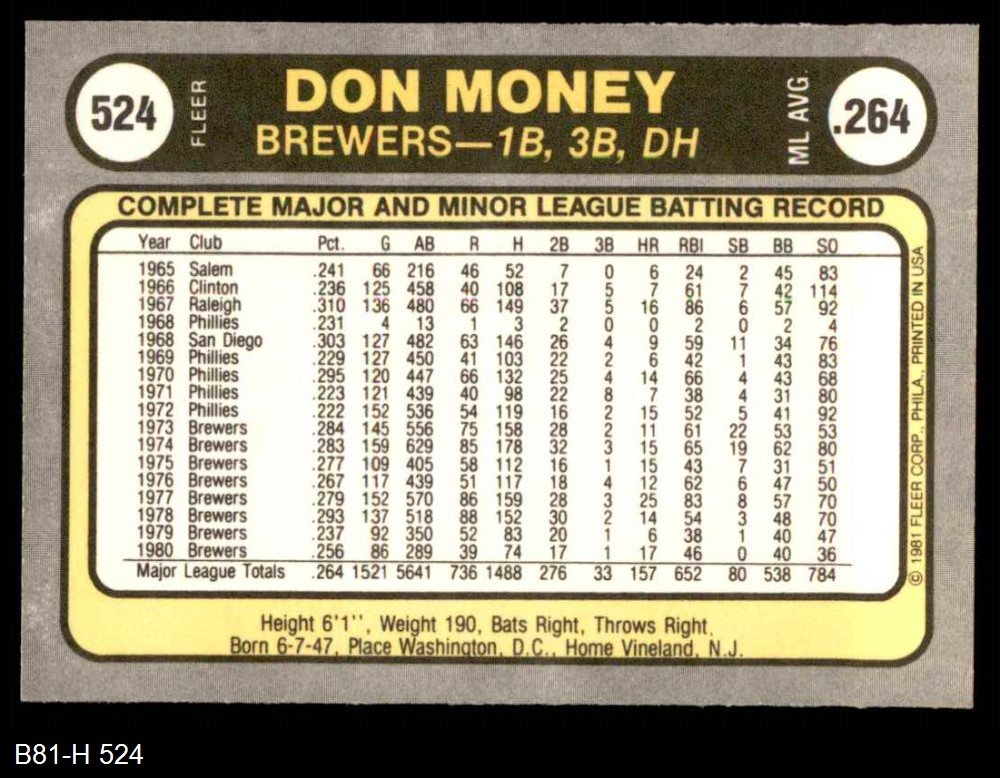 524 FLEER DON MONEY ML AVG. .264
BREWERS—1B, 3B, DH
COMPLETE MAJOR AND MINOR LEAGUE BATTING RECORD
Year Club Pct. G AB R H 2B 3B HR RBI SB BB SO
1965 Salem .241 66 216 46 52 7 0 6 24 2 45 83
1966 Clinton .236 125 458 40 108 17 5 7 61 7 42 114
1967 Raleigh .310 136 480 66 149 37 5 16 86 6 57 92
1968 Phillies .231 4 13 1 3 2 0 0 2 0 2 4
1968 San Diego .303 127 482 63 146 26 4 9 59 11 34 76
1969 Phillies .229 127 450 41 103 22 2 6 42 1 43 83
1970 Phillies .295 120 447 66 132 25 4 14 66 4 43 68
1971 Phillies .223 121 439 40 98 22 8 7 38 4 31 80
1972 Phillies .222 152 536 54 119 16 2 15 52 5 41 92
1973 Brewers .284 145 556 75 158 28 2 11 61 22 53 53
1974 Brewers .283 159 629 85 178 32 3 15 65 19 62 80
1975 Brewers .277 109 405 58 112 16 1 15 43 7 31 51
1976 Brewers .267 117 439 51 117 18 4 12 62 6 47 50
1977 Brewers .279 152 570 86 159 28 3 25 83 8 57 70
1978 Brewers .293 137 518 88 152 30 2 14 54 3 48 70
1979 Brewers .237 92 350 52 83 20 1 6 38 1 40 47
1980 Brewers .256 86 289 39 74 17 1 17 46 0 40 36
Major League Totals .264 1521 5641 736 1488 276 33 157 652 80 538 784
© 1981 FLEER CORP., PHILA., PRINTED IN USA
Height 6'1'', Weight 190, Bats Right, Throws Right.
Born 6-7-47, Place Washington, D.C., Home Vineland, N.J.
B81-H 524